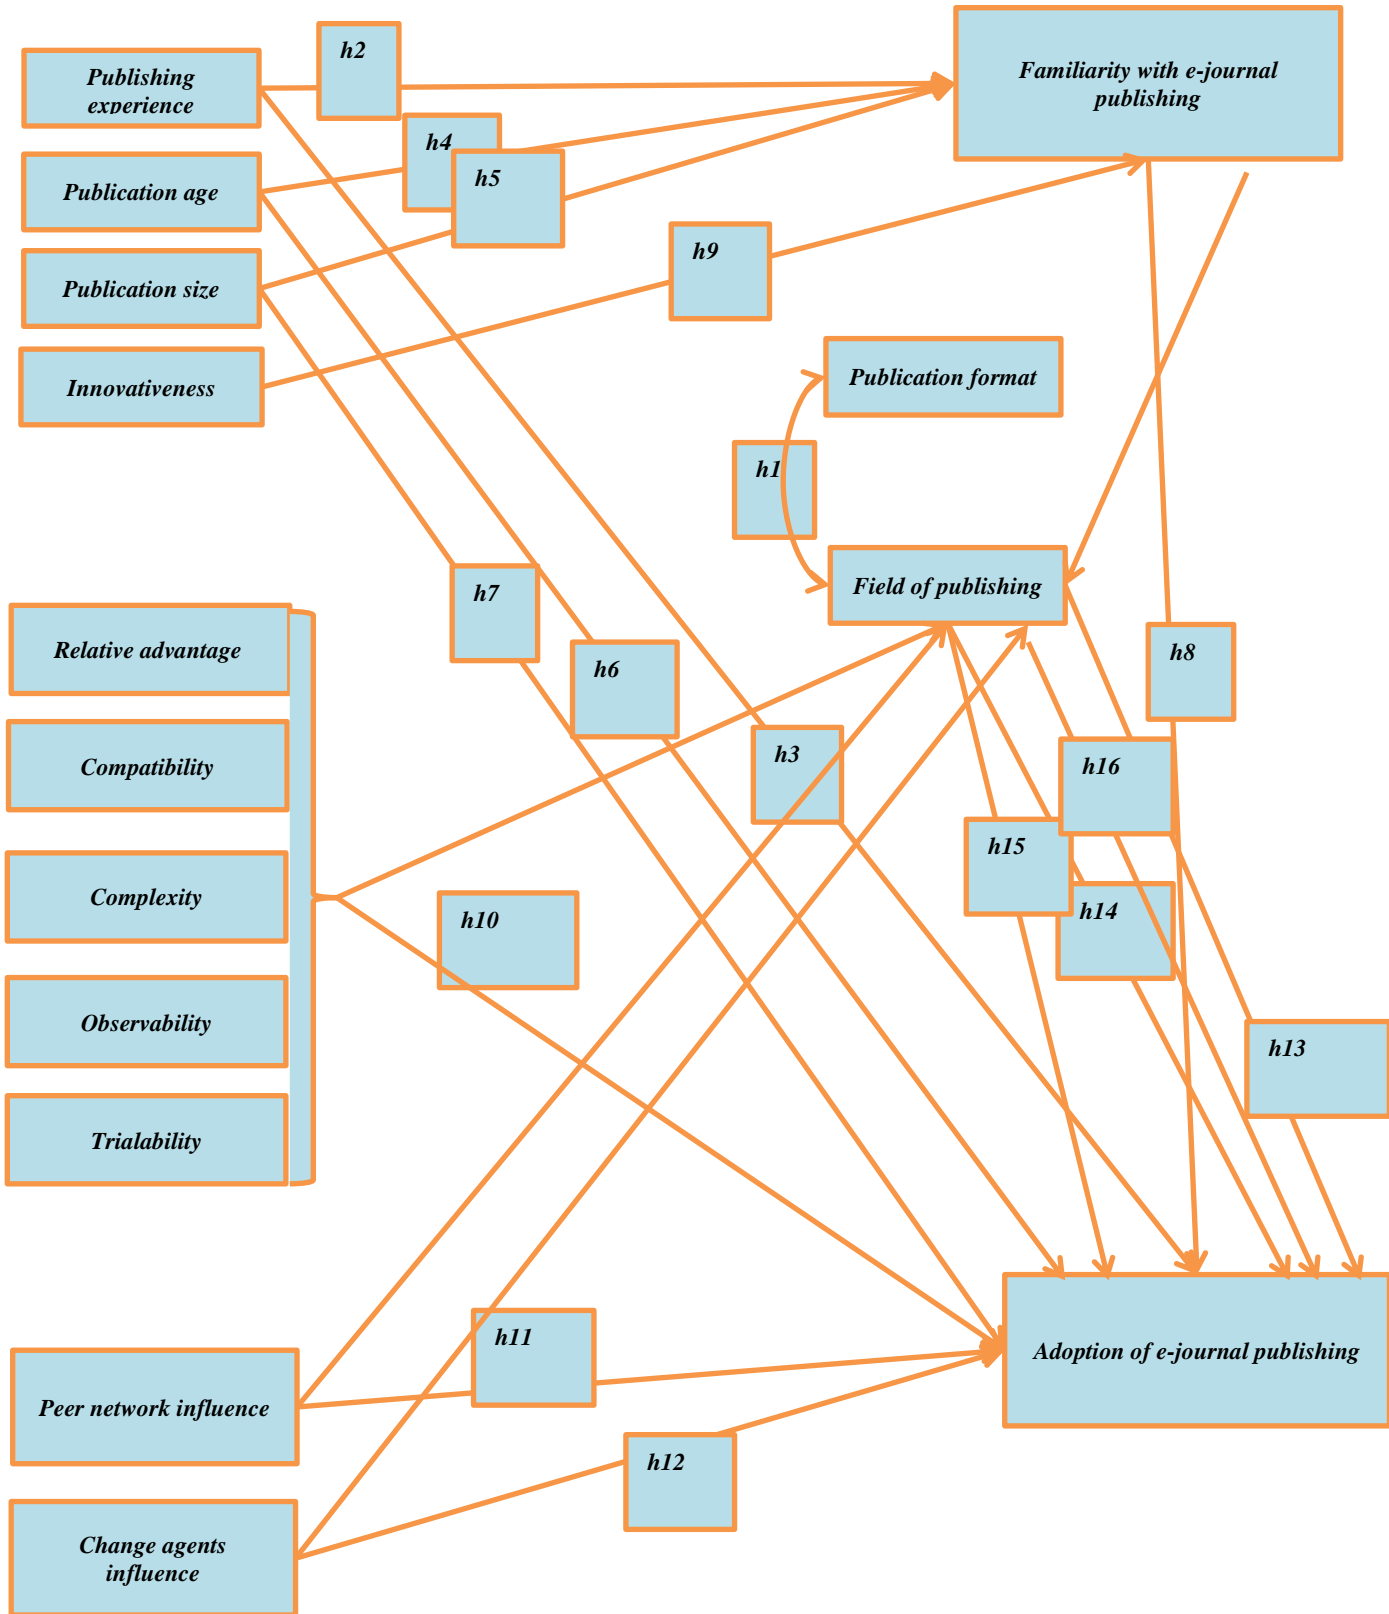 h2
Publishing
experience
Familiarity with e-journal
publishing
h4
Publication age
h5
h9
Publication size
Innovativeness
Publication format
h1
Field of publishing
h7
h6
h8
Relative advantage
h3
h16
Compatibility
h15
Complexity
h10
h14
Observability
h13
Trialability
h11
Adoption of e-journal publishing
Peer network influence
h12
Change agents
influence